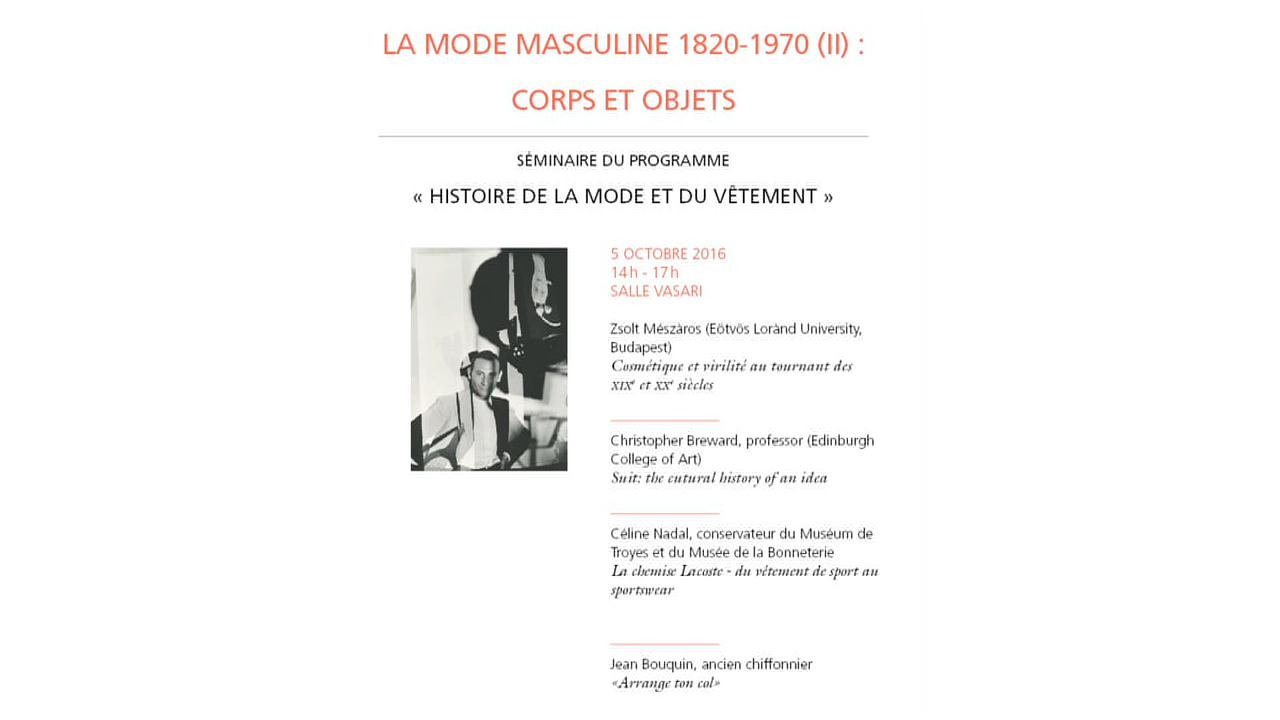 LA MODE MASCULINE 1820-1970 (II) :
CORPS ET OBJETS
SÉMINAIRE DU PROGRAMME
« HISTOIRE DE LA MODE ET DU VÊTEMENT »
5 OCTOBRE 2016
14h - 17h
SALLE VASARI
Zsolt Mészàros (Eötvös Lorànd University,
Budapest)
Cosmétique et virilité au tournant des
XIXe et XXe siècles
Christopher Breward, professor (Edinburgh
College of Art)
Suit: the cutural history of an idea
Céline Nadal, conservateur du Muséum de
Troyes et du Musée de la Bonneterie
La chemise Lacoste - du vêtement de sport au
sportswear
Jean Bouquin, ancien chiffonnier
«Arrange ton col»